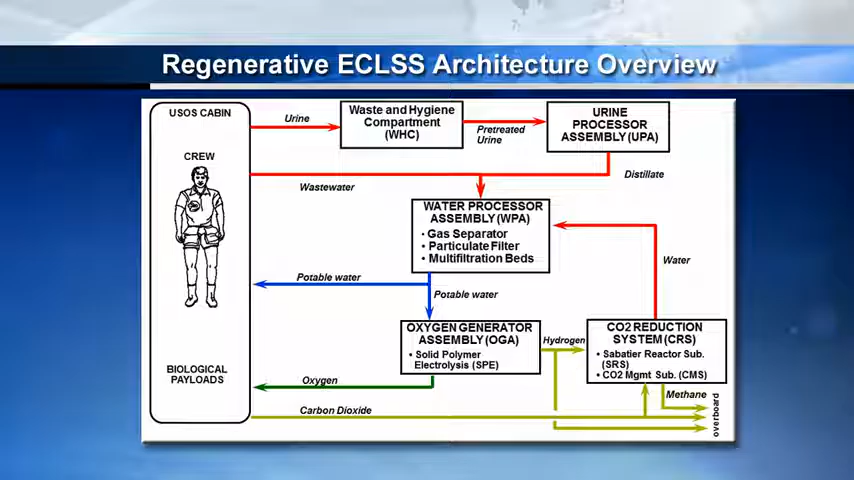 Regenerative ECLSS Architecture Overview
USOS CABIN
CREW
BIOLOGICAL
PAYLOADS
Urine
Waste and Hygiene
Compartment
(WHC)
Pretreated
Urine
URINE
PROCESSOR
ASSEMBLY (UPA)
Wastewater
Distillate
WATER PROCESSOR
ASSEMBLY (WPA)
• Gas Separator
• Particulate Filter
• Multifiltration Beds
Water
Potable water
Potable water
OXYGEN GENERATOR
ASSEMBLY (OGA)
• Solid Polymer
Electrolysis (SPE)
Hydrogen
CO2 REDUCTION
SYSTEM (CRS)
• Sabatier Reactor Sub.
(SRS)
• CO2 Mgmt Sub. (CMS)
Oxygen
Carbon Dioxide
Methane
overboard